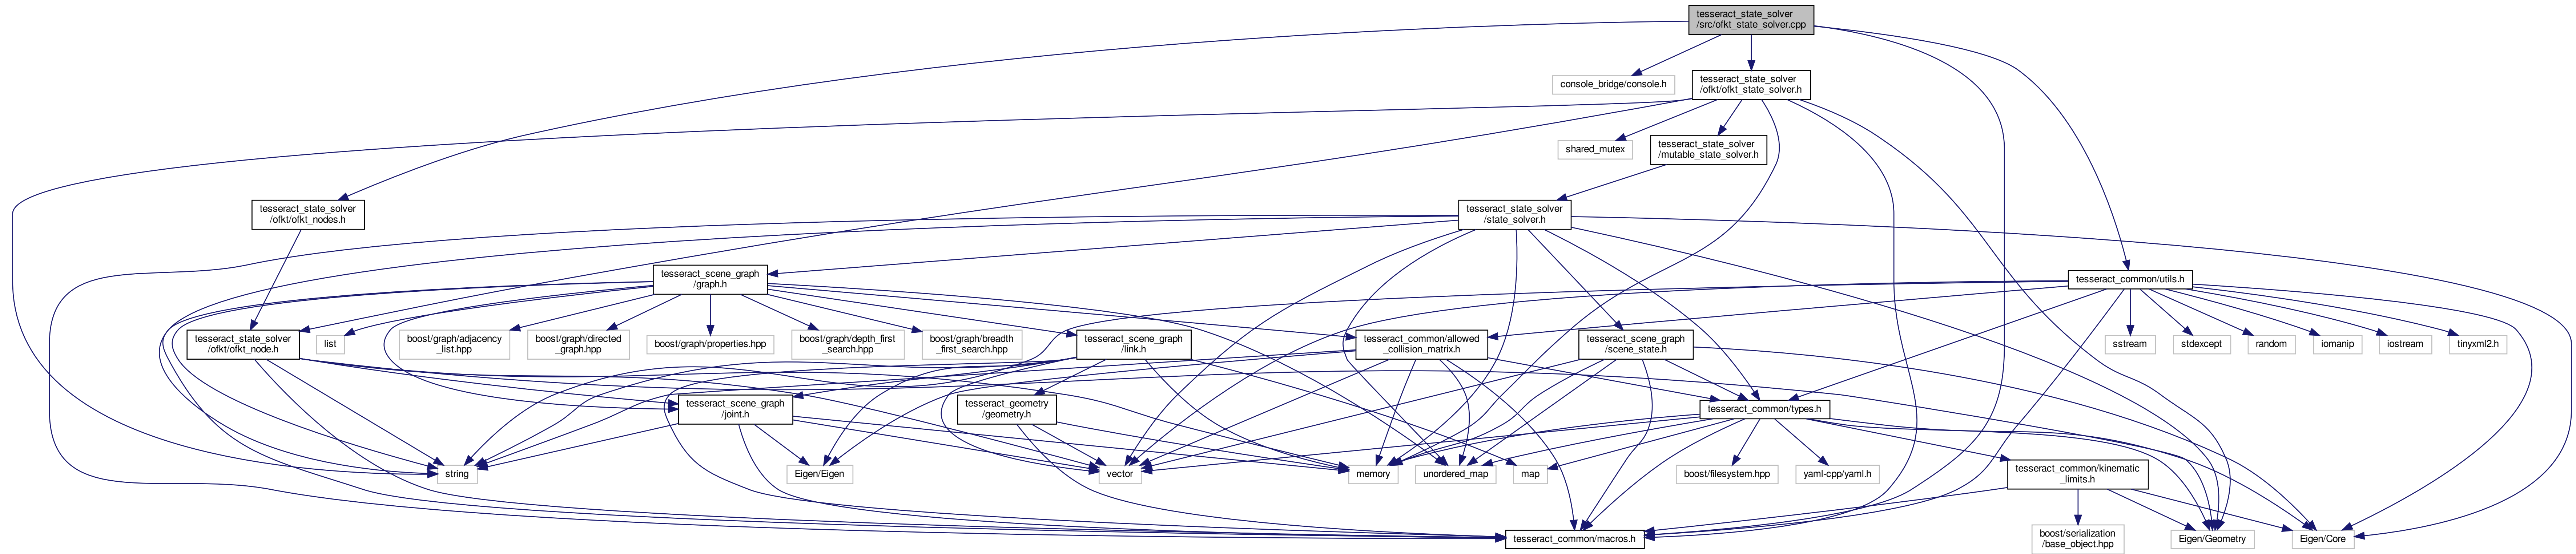 tesseract_state_solver
/src/ofkt_state_solver.cpp
console_bridge/console.h
tesseract_state_solver
/ofkt/ofkt_state_solver.h
shared_mutex
tesseract_state_solver
/mutable_state_solver.h
tesseract_state_solver
/ofkt/ofkt_nodes.h
tesseract_state_solver
/state_solver.h
tesseract_scene_graph
/graph.h
tesseract_common/utils.h
tesseract_state_solver
/ofkt/ofkt_node.h
list
boost/graph/adjacency
_list.hpp
boost/graph/directed
_graph.hpp
boost/graph/properties.hpp
boost/graph/depth_first
_search.hpp
boost/graph/breadth
_first_search.hpp
tesseract_scene_graph
/link.h
tesseract_common/allowed
_collision_matrix.h
tesseract_scene_graph
/scene_state.h
sstream
stdexcept
random
iomanip
iostream
tinyxml2.h
tesseract_scene_graph
/joint.h
tesseract_geometry
/geometry.h
tesseract_common/types.h
string
Eigen/Eigen
vector
memory
unordered_map
map
boost/filesystem.hpp
yaml-cpp/yaml.h
tesseract_common/kinematic
_limits.h
tesseract_common/macros.h
boost/serialization
/base_object.hpp
Eigen/Geometry
Eigen/Core